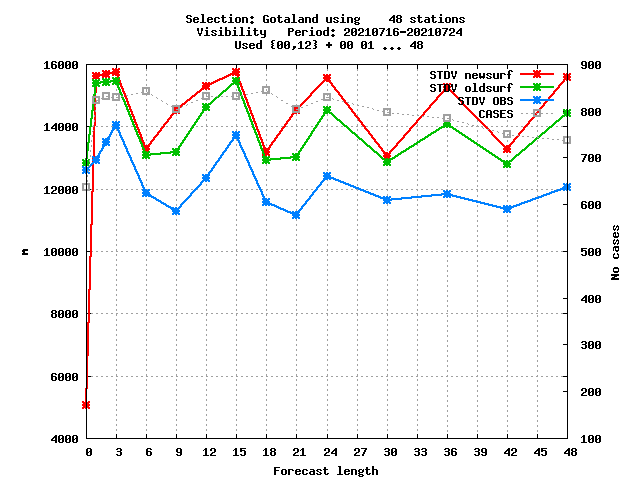 Selection: Gotaland using    48 stations
Visibility   Period: 20210716-20210724
Used {00,12} + 00 01 ... 48
16000
14000
12000
10000
8000
6000
4000
m
900
800
700
600
500
400
300
200
100
No cases
STDV newsurf
STDV oldsurf
STDV OBS
CASES
0 3 6 9 12 15 18 21 24 27 30 33 36 39 42 45 48
Forecast length